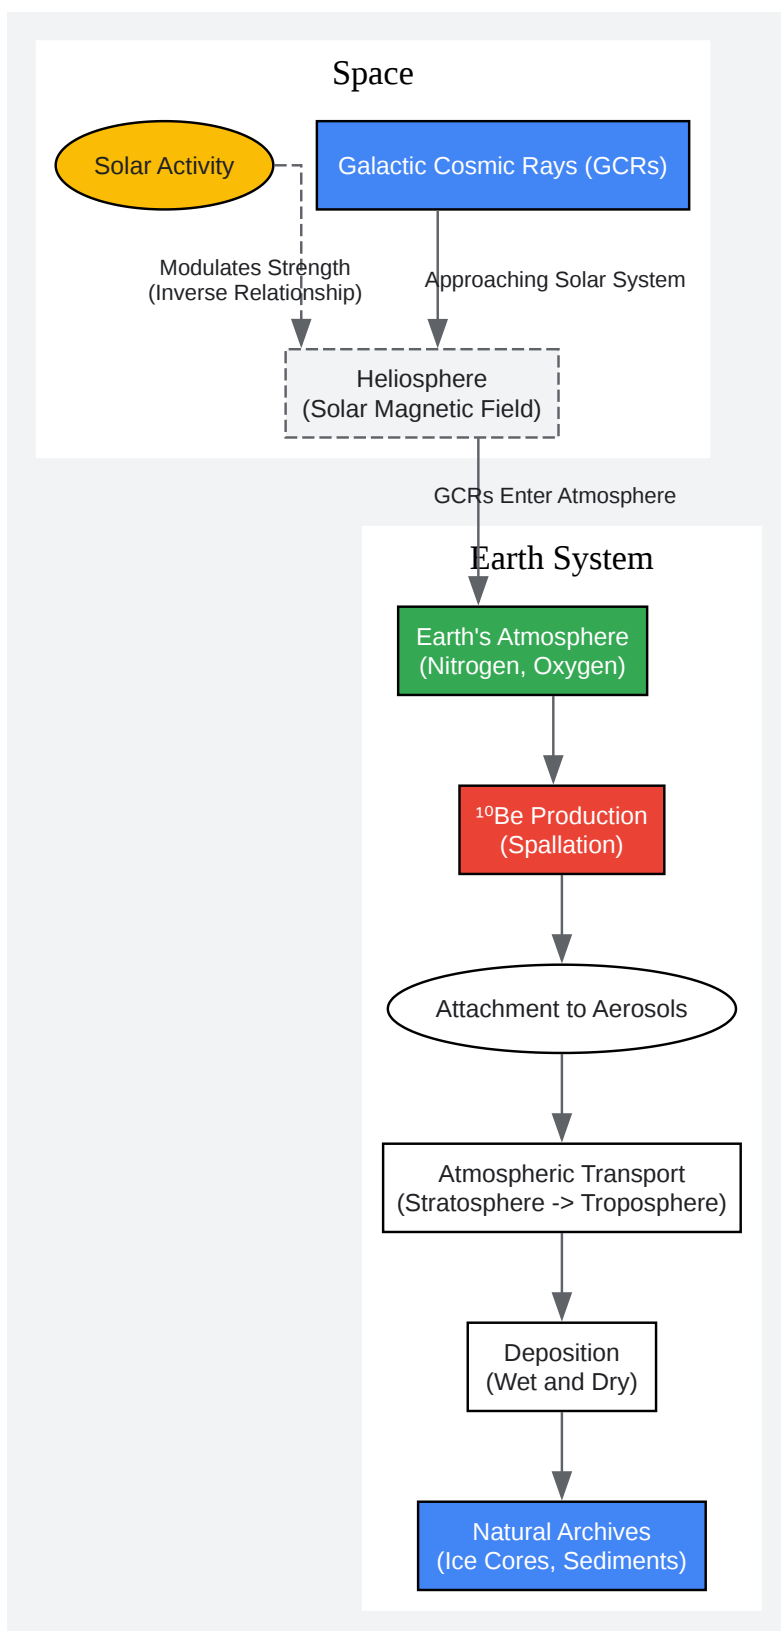 Space
Solar Activity
Galactic Cosmic Rays (GCRs)
Modulates Strength
(Inverse Relationship)
Approaching Solar System
Heliosphere
(Solar Magnetic Field)
GCRs Enter Atmosphere
Earth System
Earth's Atmosphere
(Nitrogen, Oxygen)
¹⁰Be Production
(Spallation)
Attachment to Aerosols
Atmospheric Transport
(Stratosphere -> Troposphere)
Deposition
(Wet and Dry)
Natural Archives
(Ice Cores, Sediments)